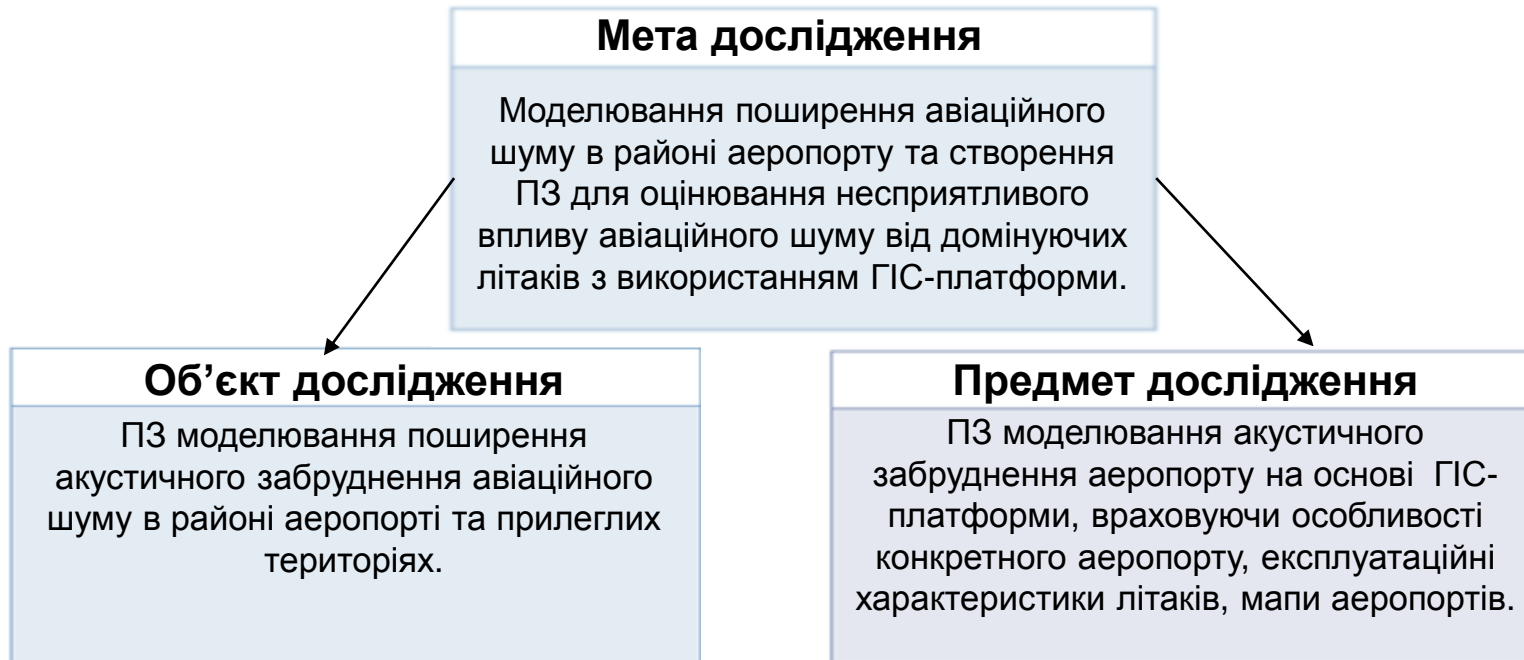 Мета дослідження
Моделювання поширення авіаційного
шуму в районі аеропорту та створення
ПЗ для оцінювання несприятливого
впливу авіаційного шуму від домінуючих
літаків з використанням ГІС-платформи.
Об’єкт дослідження
ПЗ моделювання поширення
акустичного забруднення авіаційного
шуму в районі аеропорті та прилеглих
територіях.
Предмет дослідження
ПЗ моделювання акустичного
забруднення аеропорту на основі ГІС-
платформи, враховуючи особливості
конкретного аеропорту, експлуатаційні
характеристики літаків, мапи аеропортів.